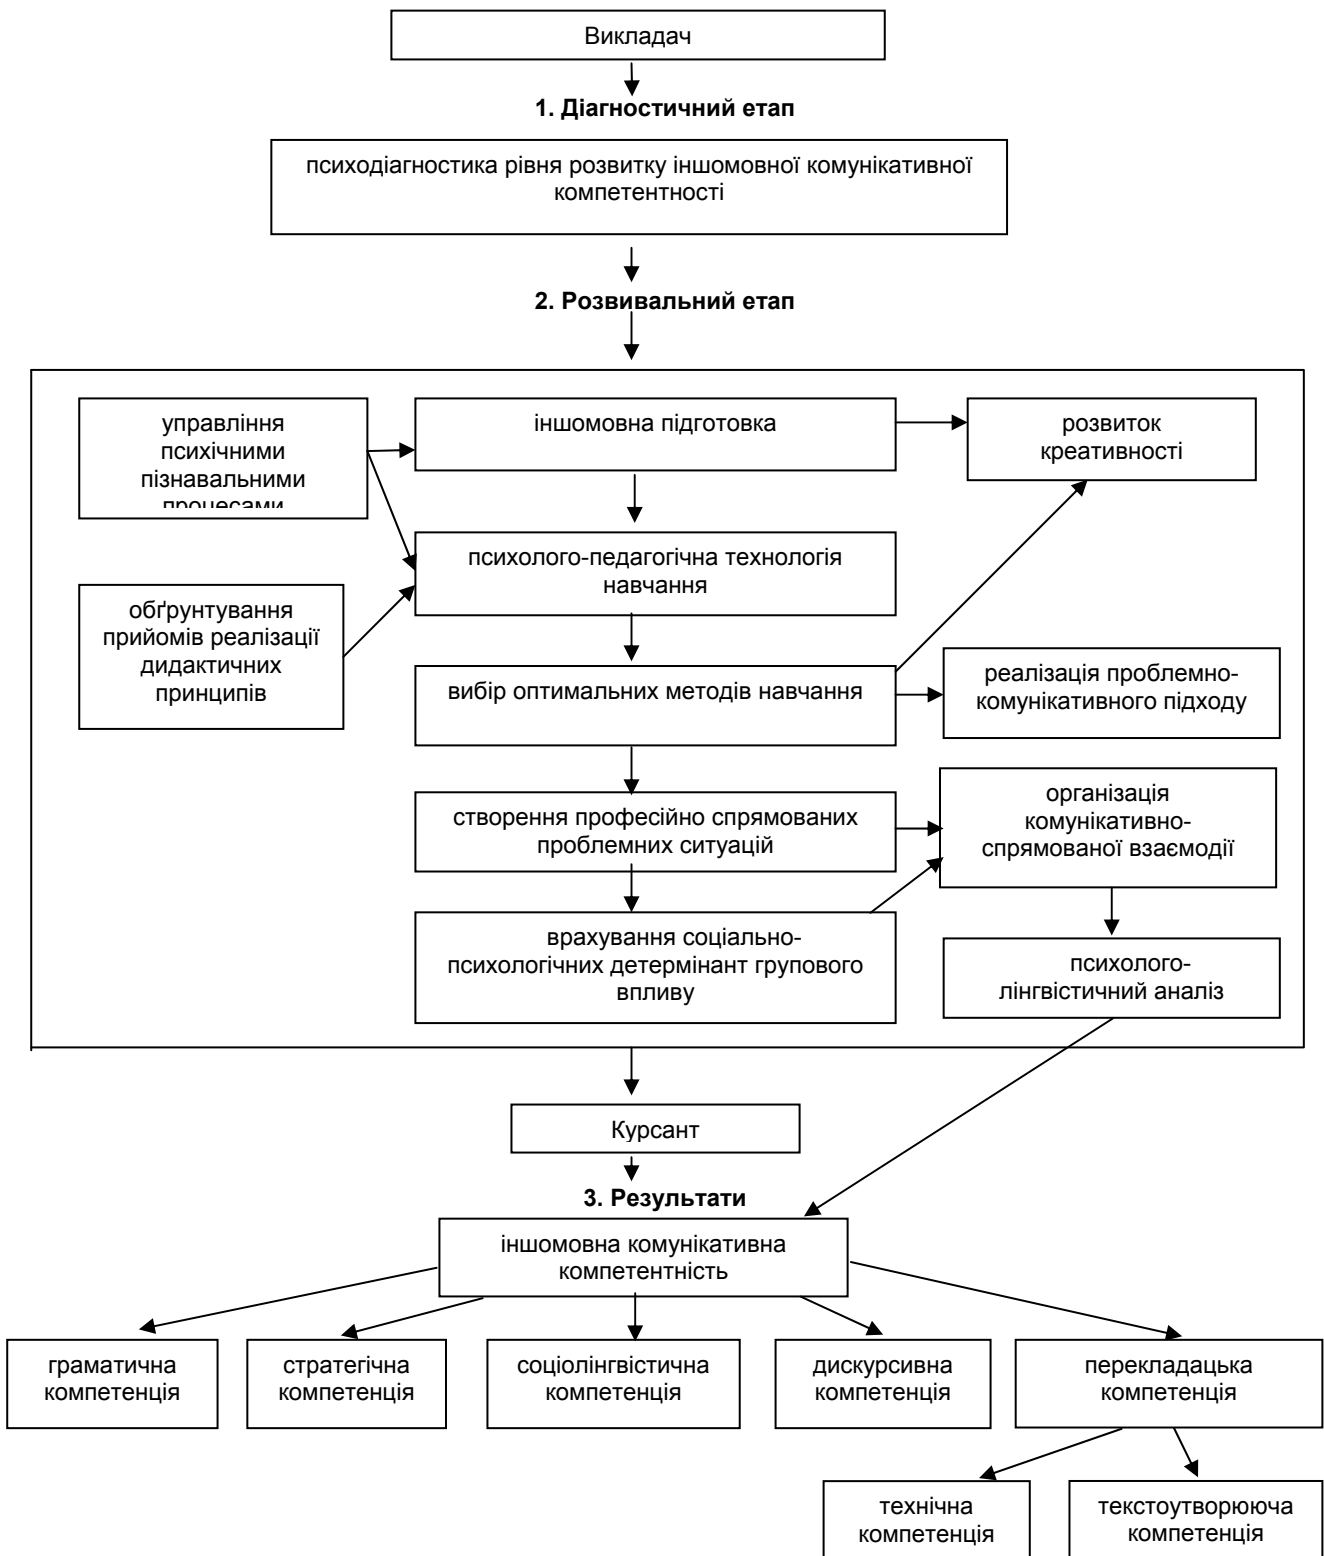 Викладач
1. Діагностичний етап
психодіагностика рівня розвитку іншомовної комунікативної
компетентності
2. Розвивальний етап
управління
психічними
пізнавальними
процесами
іншомовна підготовка
розвиток
креативності
психолого-педагогічна технологія
навчання
обґрунтування
прийомів реалізації
дидактичних
принципів
вибір оптимальних методів навчання
реалізація проблемно-
комунікативного підходу
створення професійно спрямованих
проблемних ситуацій
організація
комунікативно-
спрямованої взаємодії
врахування соціально-
психологічних детермінант групового
впливу
психолого-
лінгвістичний аналіз
Курсант
3. Результати
іншомовна комунікативна
компетентність
граматична
компетенція
стратегічна
компетенція
соціолінгвістична
компетенція
дискурсивна
компетенція
перекладацька
компетенція
технічна
компетенція
текстоутворююча
компетенція